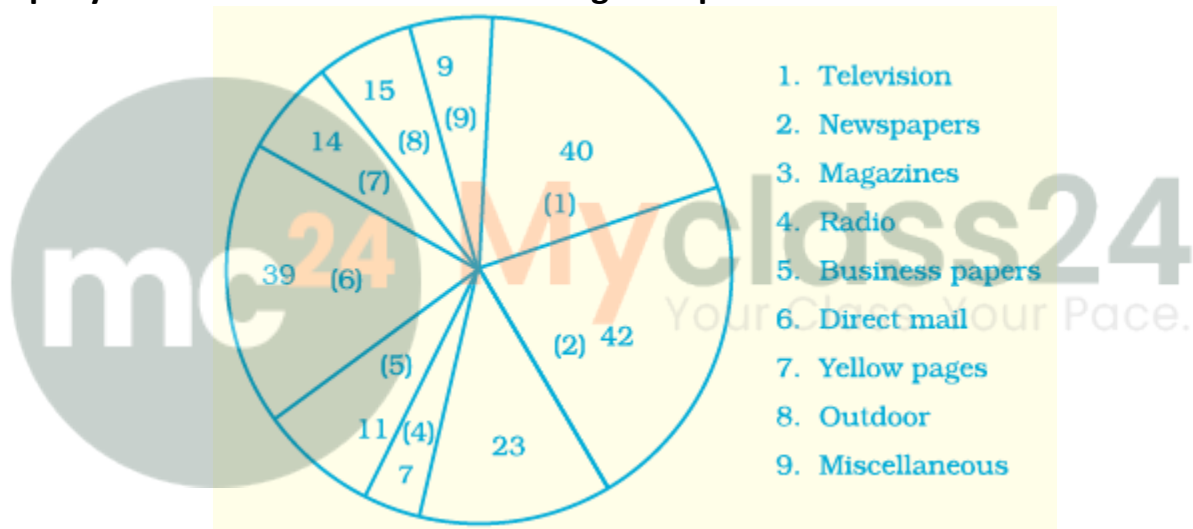 9
15
(9)
(8)
14
40
(7)
(1)
39 (6)
(2) 42
(5)
11 (4)
23
7
1. Television
2. Newspapers
3. Magazines
4. Radio
5. Business papers
6. Direct mail
7. Yellow pages
8. Outdoor
9. Miscellaneous
mc24 Myclass24
Your Class. Your Pace.